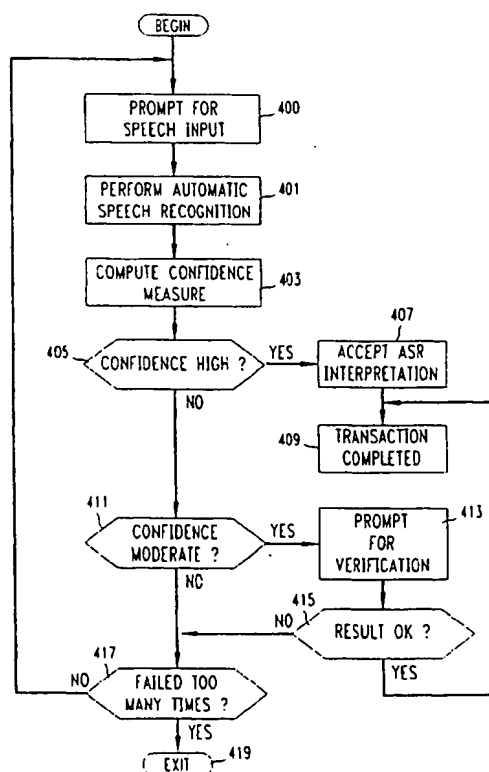 BEGIN
PROMPT FOR
SPEECH INPUT
400
PERFORM AUTOMATIC
SPEECH RECOGNITION
401
COMPUTE CONFIDENCE
MEASURE
403
405
CONFIDENCE HIGH ?
YES
NO
407
ACCEPT ASR
INTERPRETATION
409
TRANSACTION
COMPLETED
411
CONFIDENCE
MODERATE ?
YES
NO
413
PROMPT
FOR
VERIFICATION
415
RESULT OK ?
NO
YES
417
FAILED TOO
MANY TIMES ?
NO
YES
EXIT
419